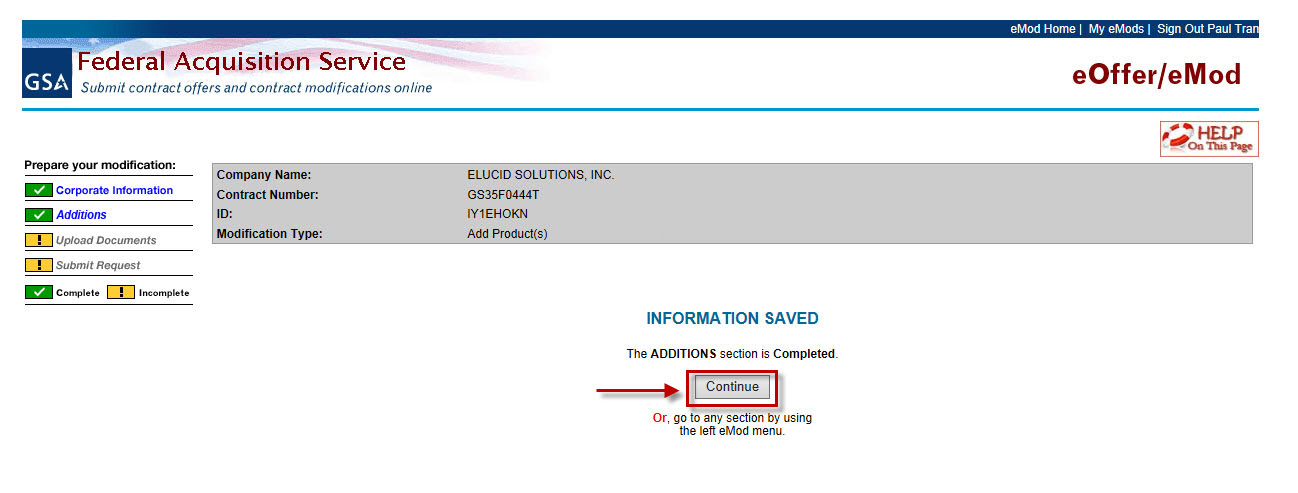 eMod Home | My eMods | Sign Out Paul Tran
GSA
Federal Acquisition Service
Submit contract offers and contract modifications online
eOffer/eMod
HELP
On This Page
Prepare your modification:
Corporate Information
Additions
! Upload Documents
! Submit Request
Complete ! Incomplete
Company Name: ELUCID SOLUTIONS, INC.
Contract Number: GS35F0444T
ID: IY1EHOKN
Modification Type: Add Product(s)
INFORMATION SAVED
The ADDITIONS section is Completed.
Continue
Or, go to any section by using
the left eMod menu.